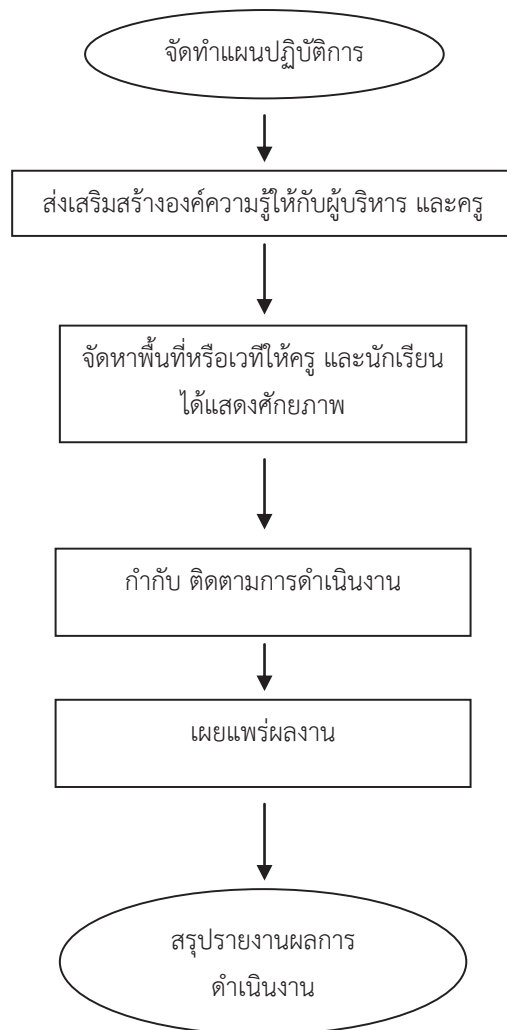 จัดทำแผนปฏิบัติการ
ส่งเสริมสร้างองค์ความรู้ให้กับผู้บริหาร และครู
จัดหาพื้นที่หรือเวทีให้ครู และนักเรียน
ได้แสดงศักยภาพ
กำกับ ติดตามการดำเนินงาน
เผยแพร่ผลงาน
สรุปรายงานผลการ
ดำเนินงาน